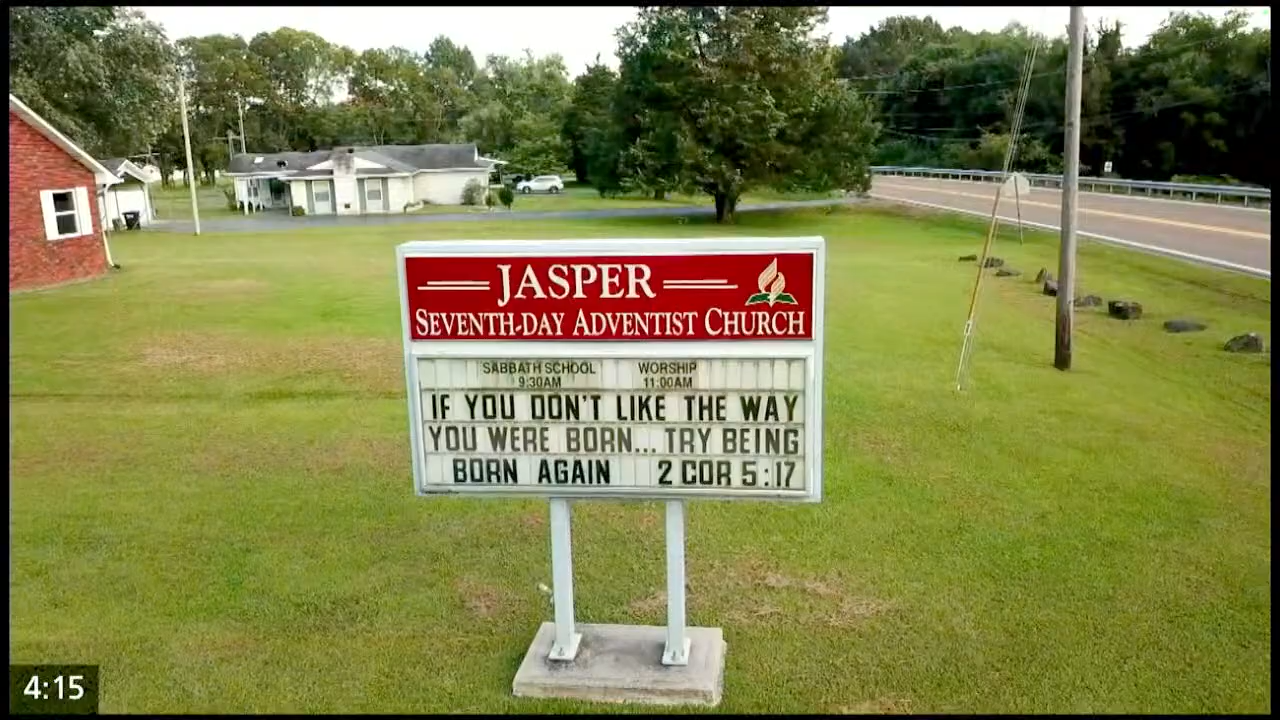 JASPER
SEVENTH-DAY ADVENTIST CHURCH
SABBATH SCHOOL WORSHIP
9:30AM 11:00AM
IF YOU DON'T LIKE THE WAY
YOU WERE BORN... TRY BEING
BORN AGAIN 2 COR 5:17
4:15